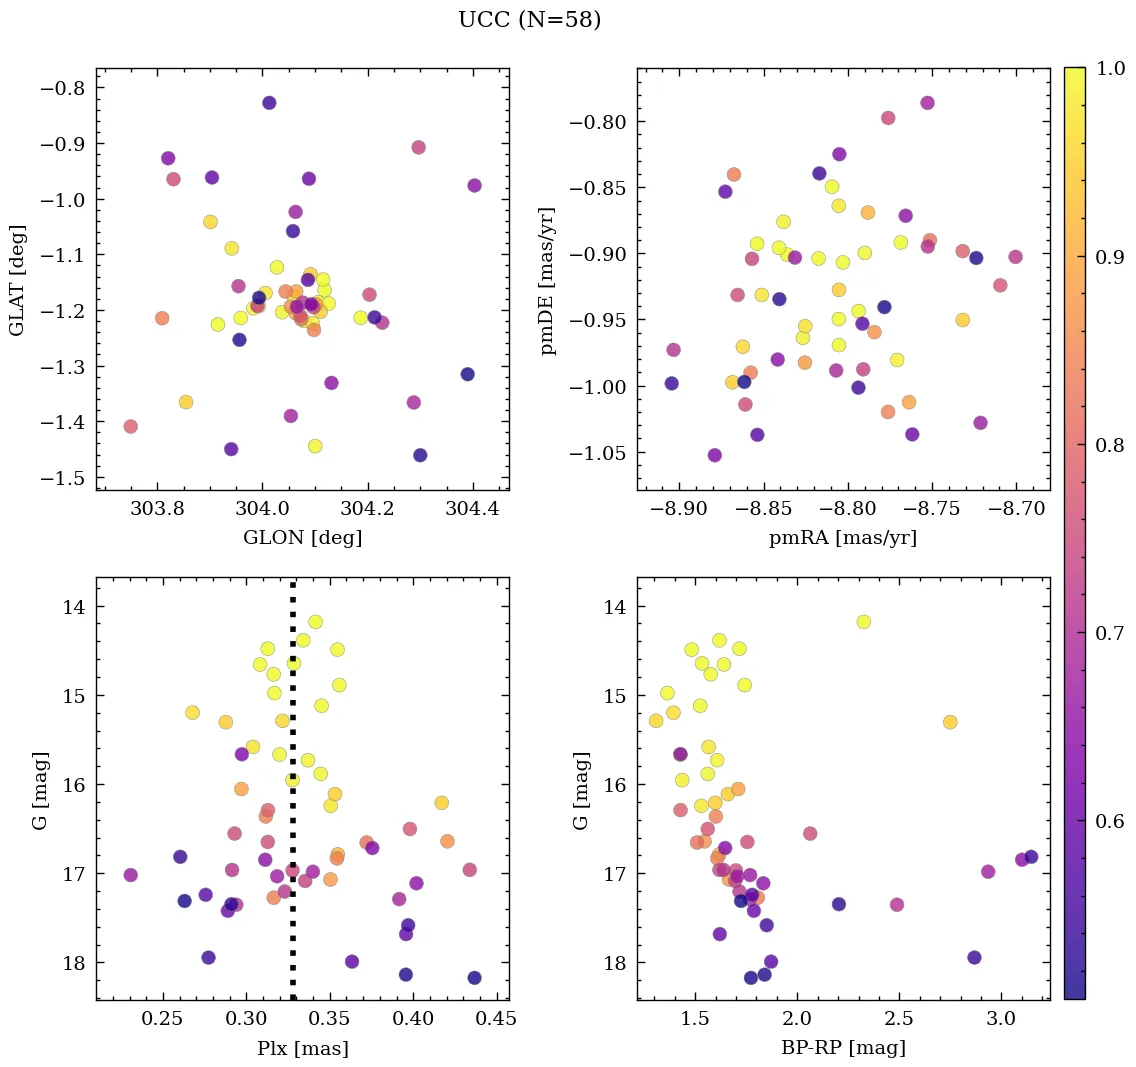 UCC (N=58)
−0.8
−0.9
−1.0
−1.1
−1.2
−1.3
−1.4
−1.5
GLAT [deg]
303.8 304.0 304.2 304.4
GLON [deg]
−0.80
−0.85
−0.90
−0.95
−1.00
−1.05
pmDE [mas/yr]
−8.90 −8.85 −8.80 −8.75 −8.70
pmRA [mas/yr]
14
15
16
17
18
G [mag]
0.25 0.30 0.35 0.40 0.45
Plx [mas]
14
15
16
17
18
G [mag]
1.5 2.0 2.5 3.0
BP-RP [mag]
1.0
0.9
0.8
0.7
0.6